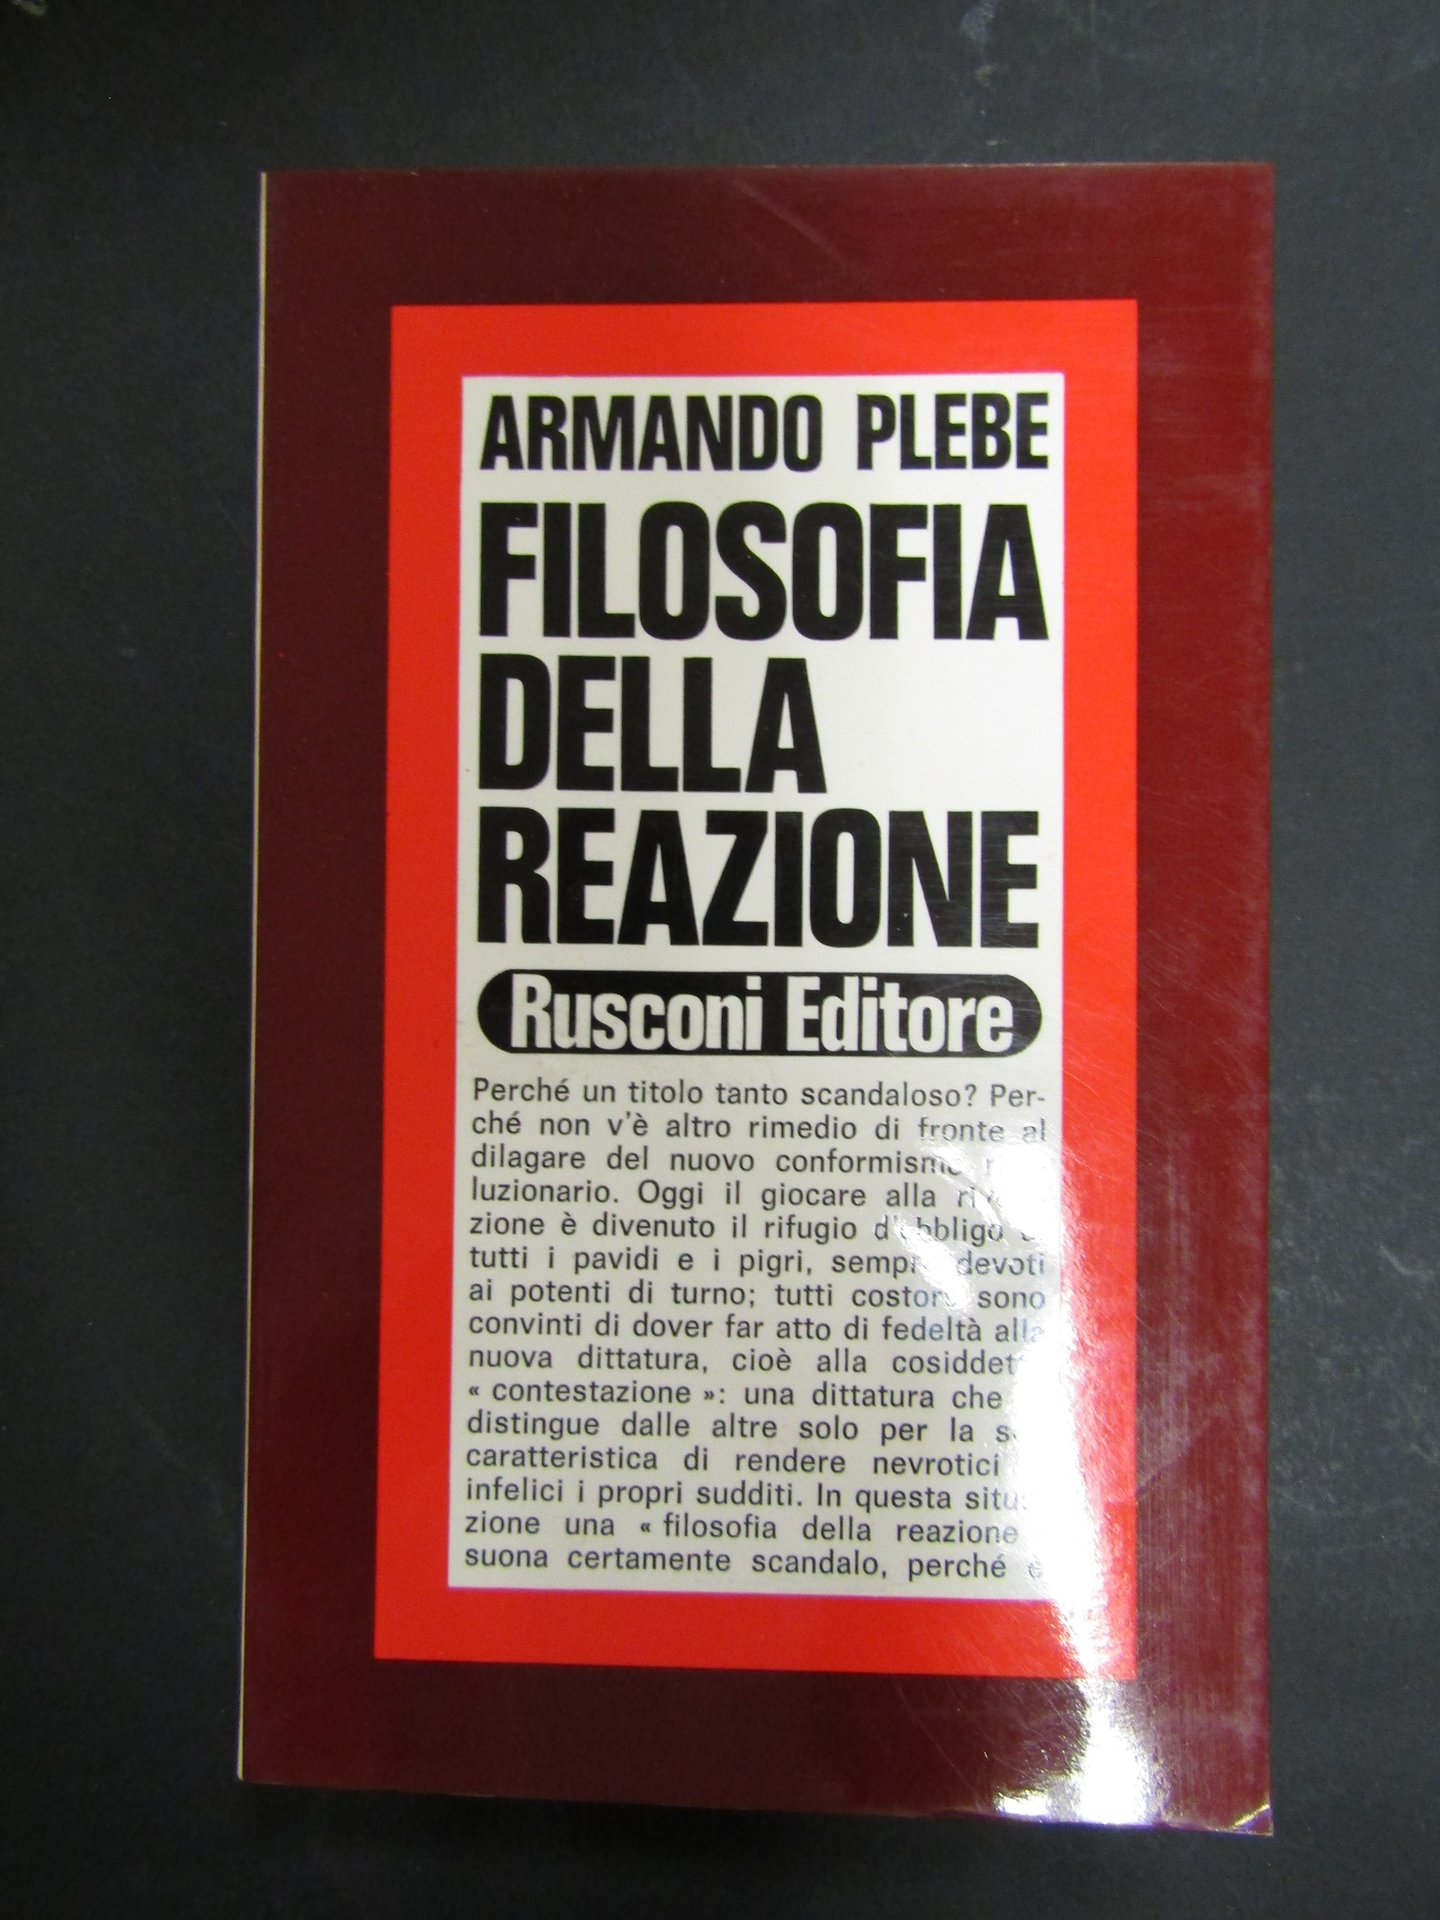 ARMANDO PLEBE
FILOSOFIA
DELLA
REAZIONE
Rusconi Editore
Perché un titolo tanto scandaloso? Per-
ché non v'è altro rimedio di fronte al
dilagare del nuovo conformismo
luzionario. Oggi il giocare alla
zione è divenuto il rifugio d'obbligo
tutti i pavidi e i pigri, sempre devoti
ai potenti di turno; tutti costoro sono
convinti di dover far atto di fedeltà alla
nuova dittatura, cioè alla
« contestazione »: una dittatura che
distingue dalle altre solo per la
caratteristica di rendere nevrotici
infelici i propri sudditi. In questa
zione una « filosofia della reazione
suona certamente scandalo, perché è